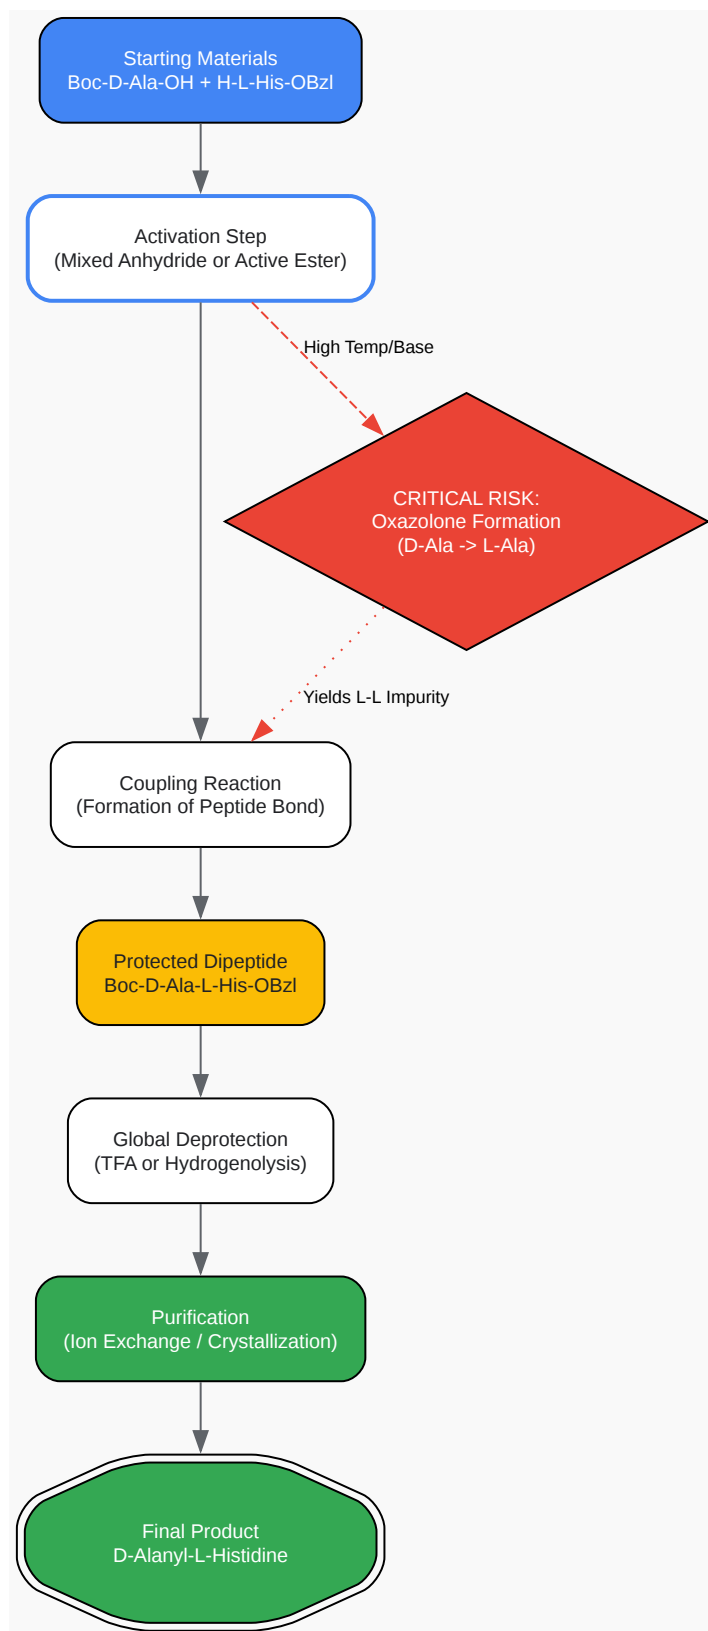 Starting Materials
Boc-D-Ala-OH + H-L-His-OBzl
Activation Step
(Mixed Anhydride or Active Ester)
High Temp/Base
CRITICAL RISK:
Oxazolone Formation
(D-Ala -> L-Ala)
Yields L-L Impurity
Coupling Reaction
(Formation of Peptide Bond)
Protected Dipeptide
Boc-D-Ala-L-His-OBzl
Global Deprotection
(TFA or Hydrogenolysis)
Purification
(Ion Exchange / Crystallization)
Final Product
D-Alanyl-L-Histidine